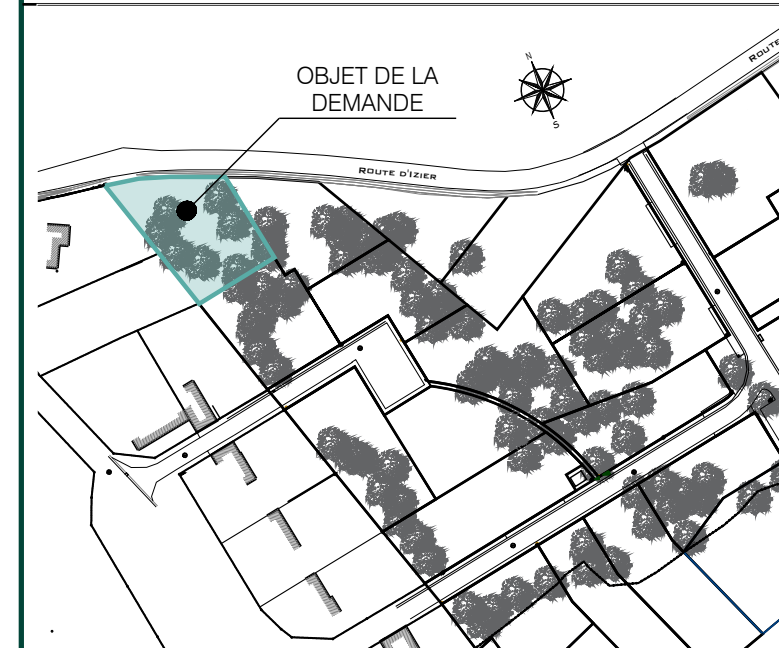 OBJET DE LA
DEMANDE
N
S
ROUTE D'IZIER
ROUTE